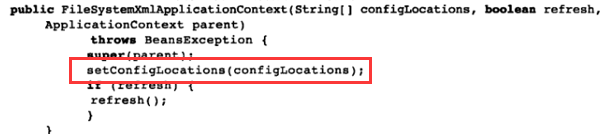 public FileSystemXmlApplicationContext(String[] configLocations, boolean refresh,
ApplicationContext parent)
throws BeansException {
super(parent);
setConfigLocations(configLocations);
if (refresh) {
refresh();
}
}